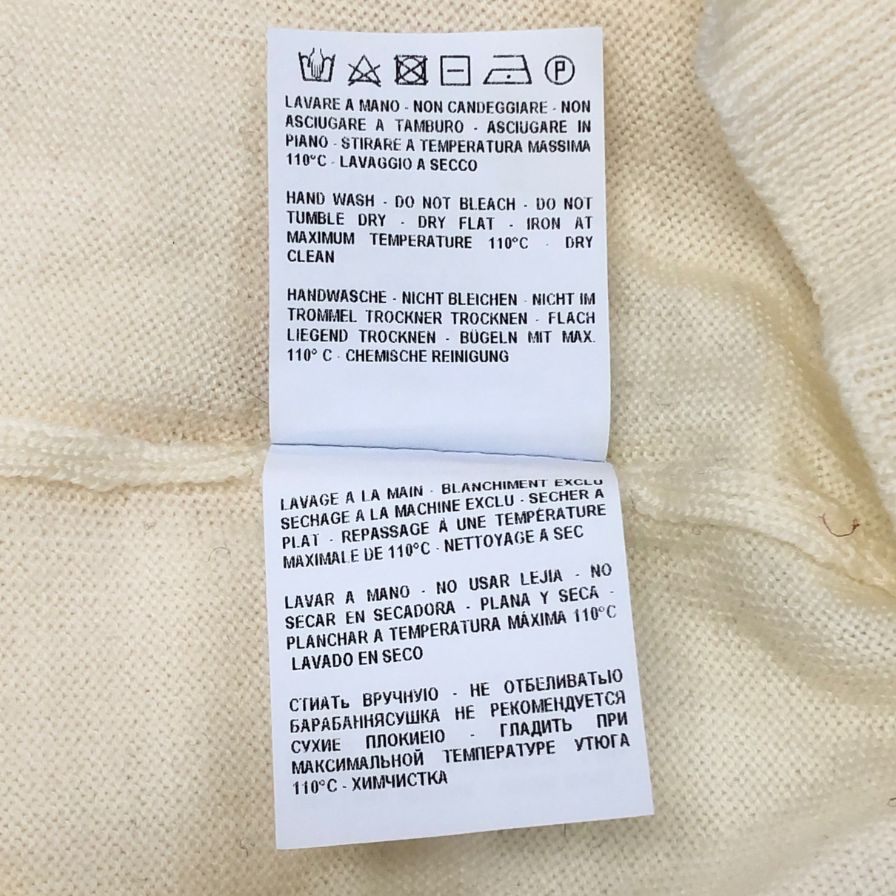 P
LAVARE A MANO - NON CANDEGGIARE - NON
ASCIUGARE A TAMBURO - ASCIUGARE IN
PIANO - STIRARE A TEMPERATURA MASSIMA
110°C - LAVAGGIO A SECCO
HAND WASH - DO NOT BLEACH - DO NOT
TUMBLE DRY - DRY FLAT - IRON AT
MAXIMUM TEMPERATURE 110°C - DRY
CLEAN
HANDWASCHE - NICHT BLEICHEN - NICHT IM
TROMMEL TROCKNER TROCKNEN - FLACH
LIEGEND TROCKNEN - BÜGELN MIT MAX.
110° C - CHEMISCHE REINIGUNG
LAVAGE A LA MAIN - BLANCHIMENT EXCLU
SECHAGE A LA MACHINE EXCLU - SECHER A
PLAT - REPASSAGE À UNE TEMPÉRATURE
MAXIMALE DE 110°C - NETTOYAGE A SEC
LAVAR A MANO - NO USAR LEJIA - NO
SECAR EN SECADORA - PLANA Y SECA -
PLANCHAR A TEMPERATURA MÁXIMA 110°C
LAVADO EN SECO
СТИАТЬ ВРУЧНУЮ - НЕ ОТБЕЛИВАТЬЮ
БАРАБАННЯСУШКА НЕ РЕКОМЕНДУЕТСЯ
СУХИЕ ПЛОКИЕЮ - ГЛАДИТЬ ПРИ
МАКСИМАЛЬНОЙ ТЕМПЕРАТУРЕ УТЮГА
110°C - ХИМЧИСТКА